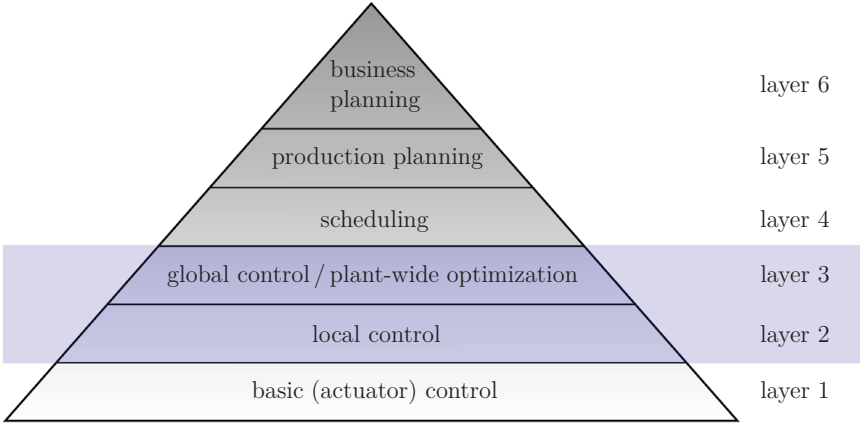 business
planning
layer 6
production planning
layer 5
scheduling
layer 4
global control / plant-wide optimization
layer 3
local control
layer 2
basic (actuator) control
layer 1